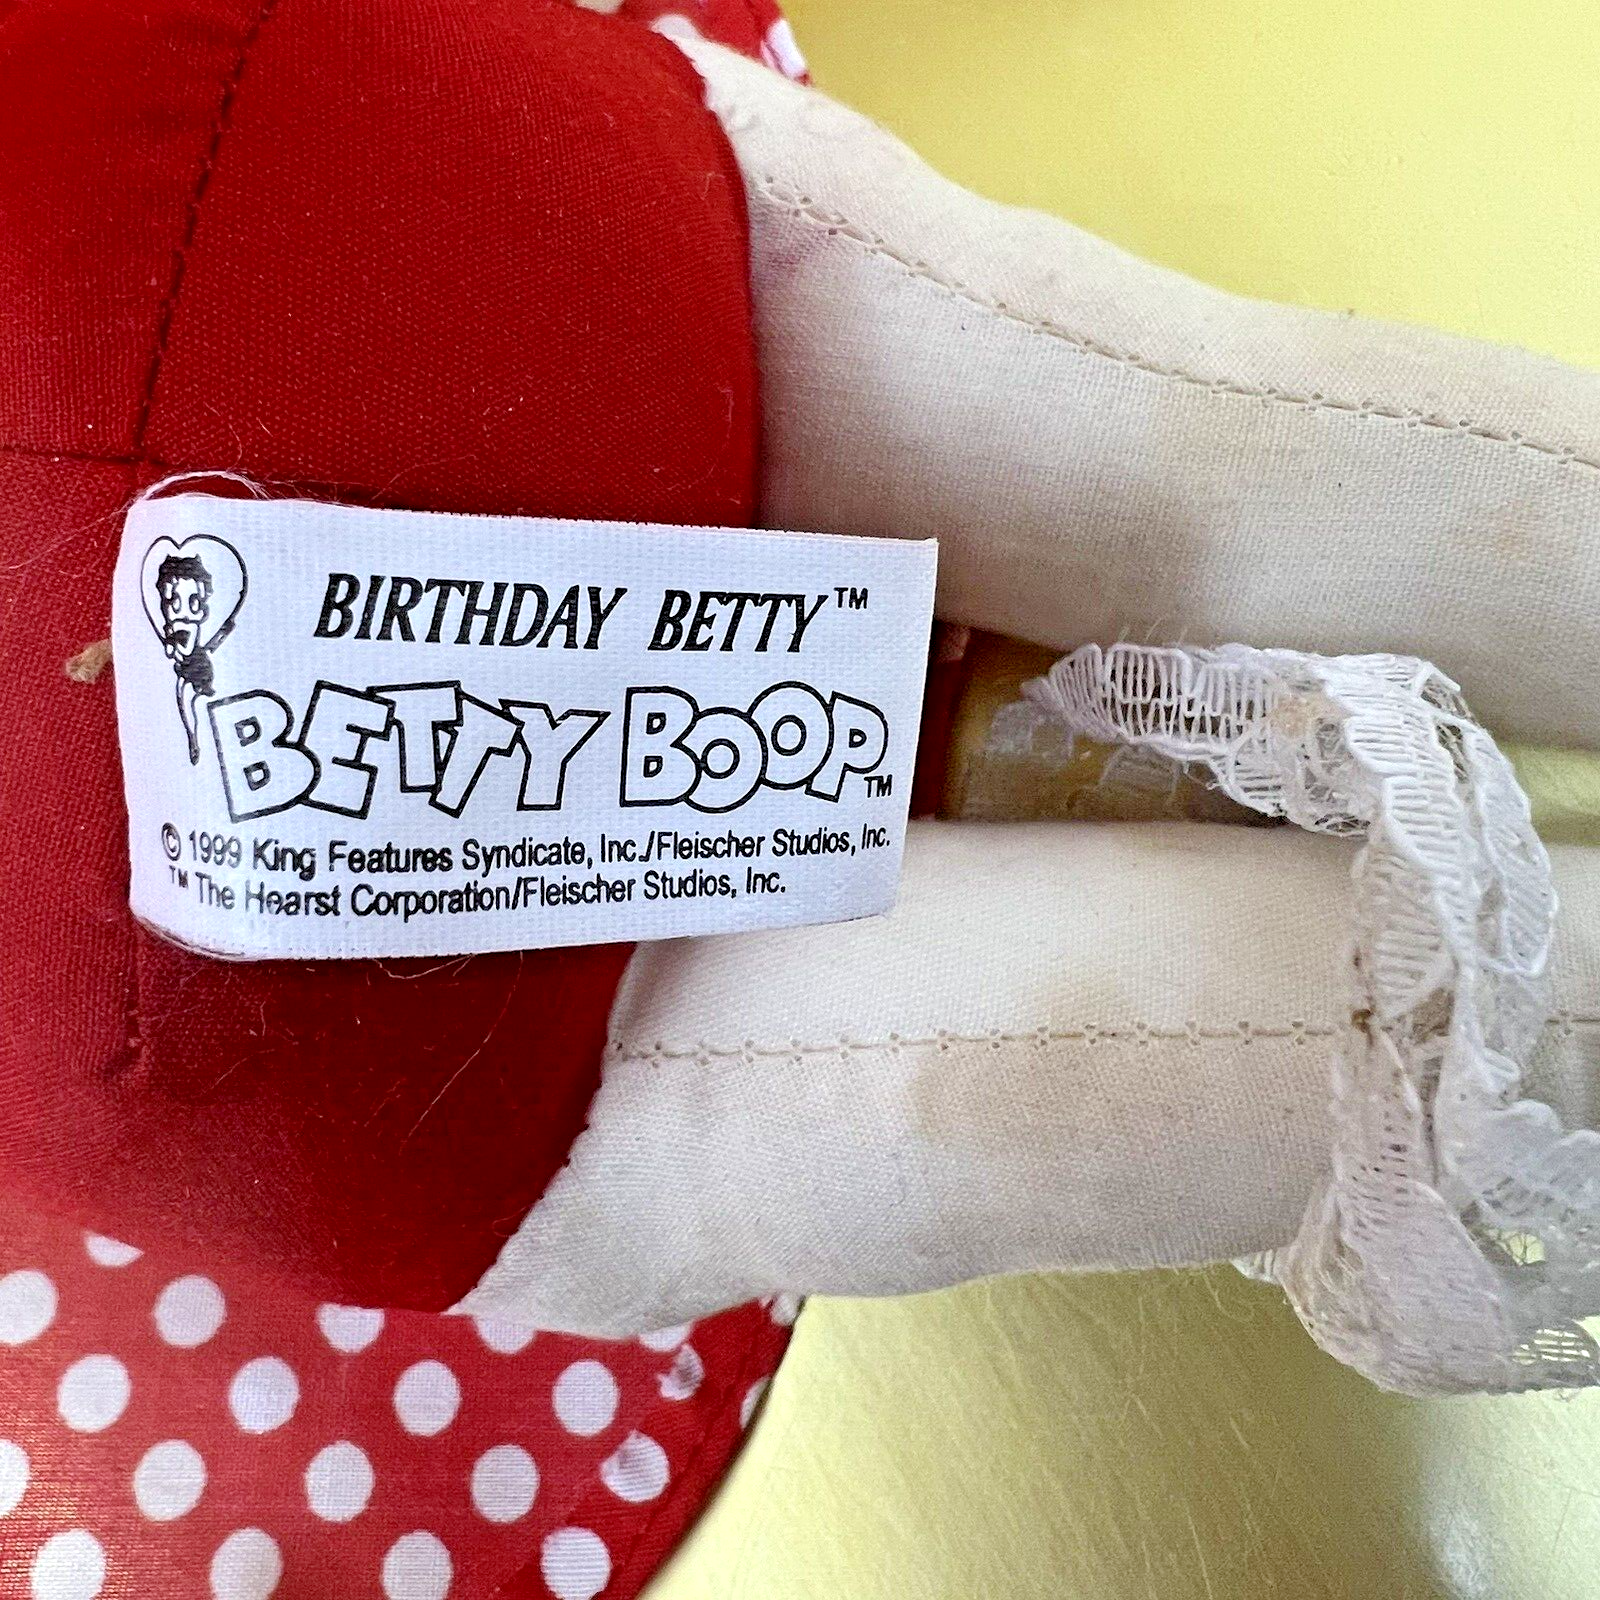 BIRTHDAY BETTY™
BETTY BOOP™
© 1999 King Features Syndicate, Inc./Fleischer Studios, Inc.
™ The Hearst Corporation/Fleischer Studios, Inc.